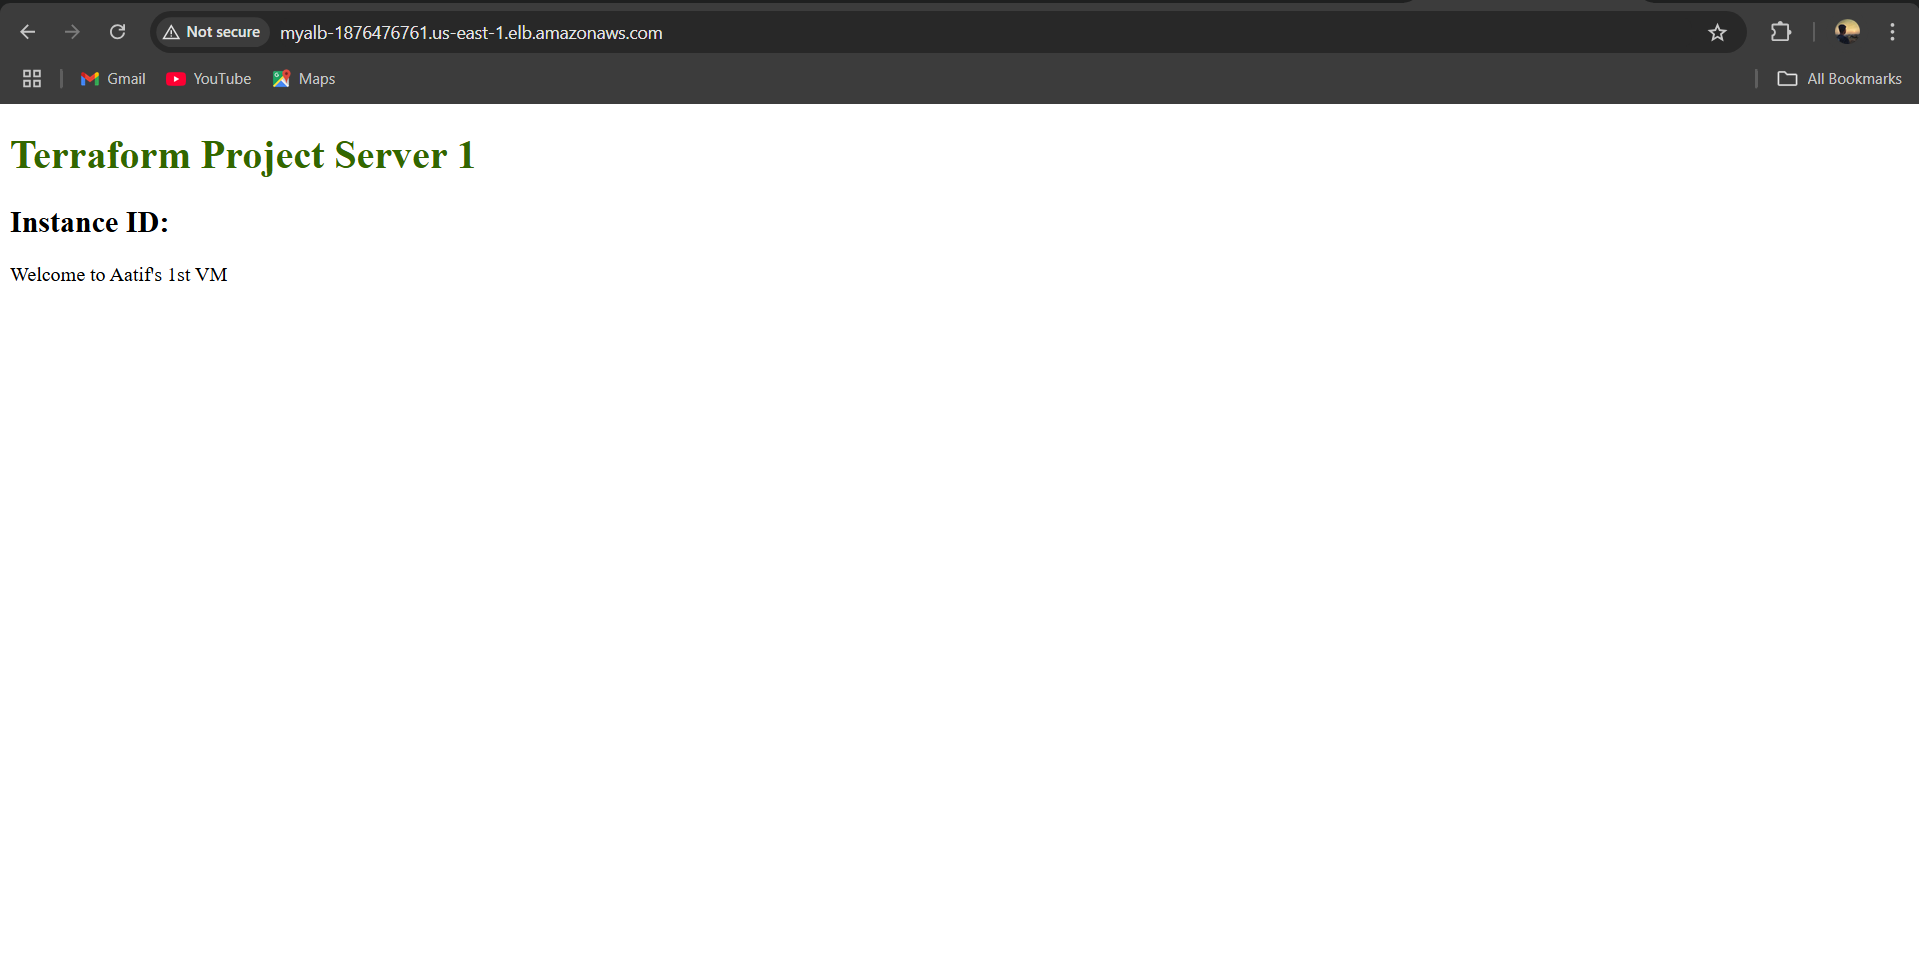 Not secure myalb-1876476761.us-east-1.elb.amazonaws.com
Gmail YouTube Maps All Bookmarks
Terraform Project Server 1
Instance ID:
Welcome to Aatif's 1st VM